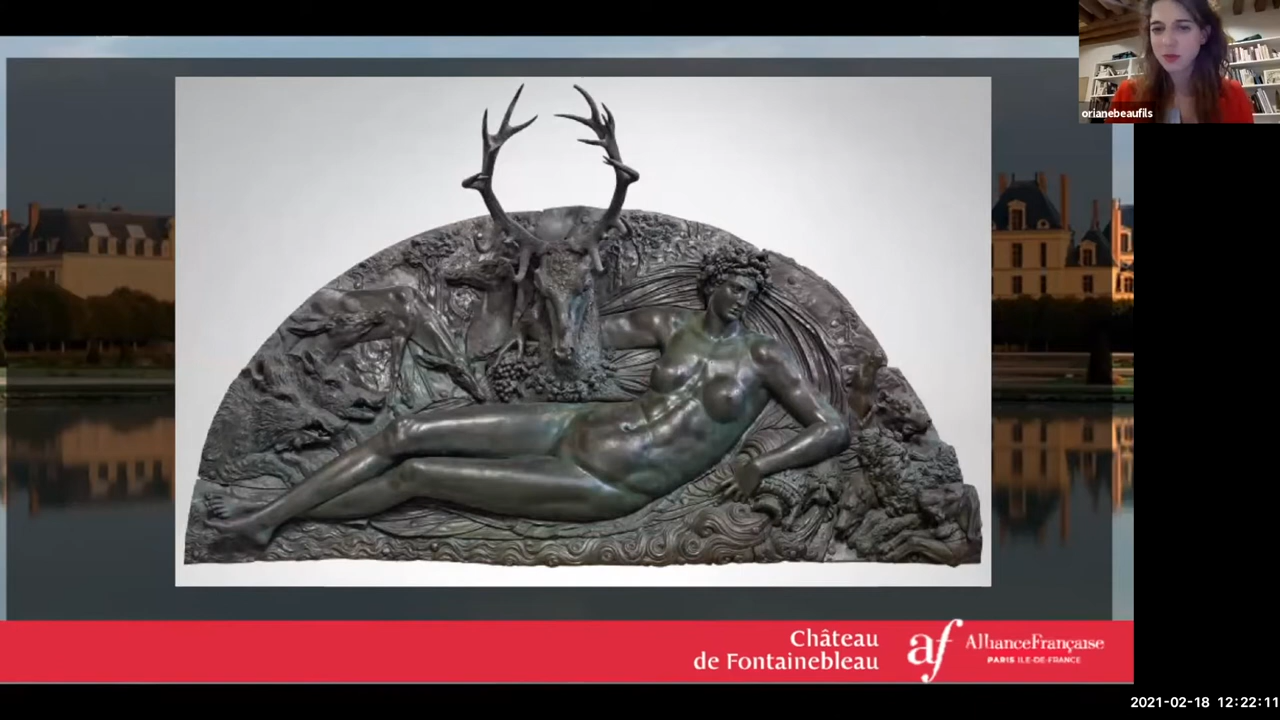 orianebeaufils
Château
de Fontainebleau
af AllianceFrançaise
PARIS ILE-DE-FRANCE
2021-02-18 12:22:11